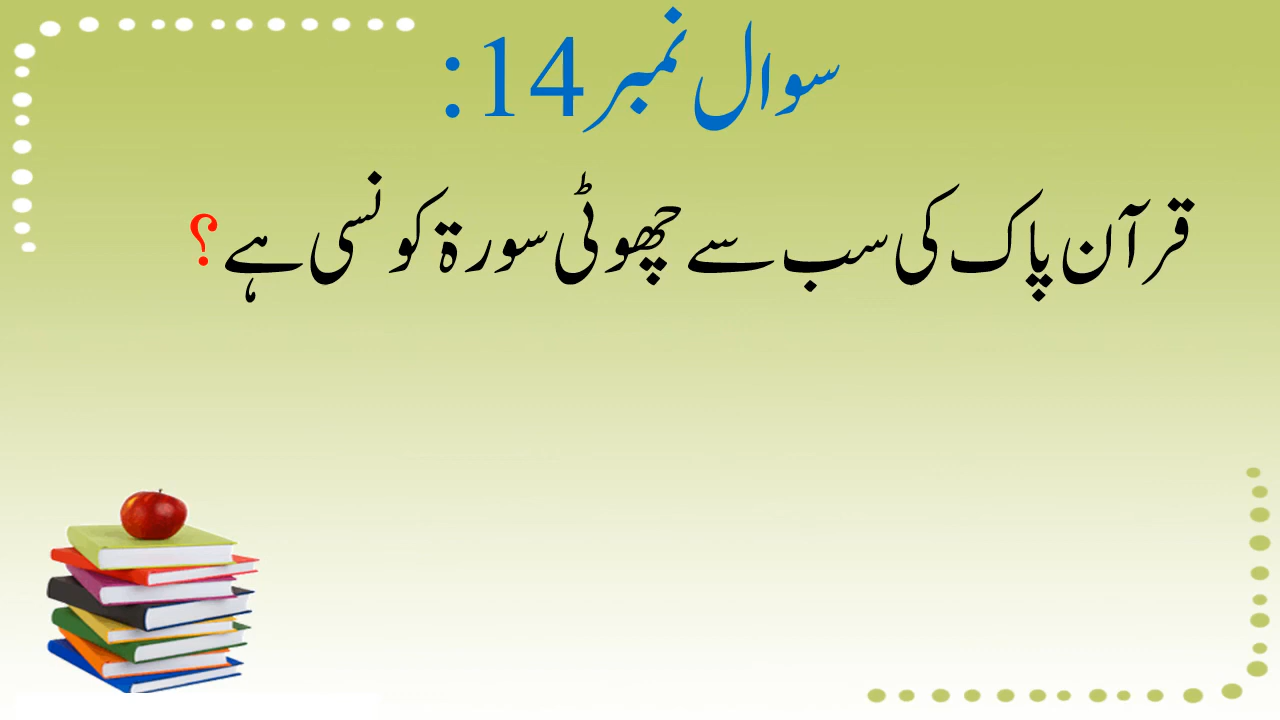 سوال نمبر 14:
قرآن پاک کی سب سے چھوٹی سورۃ کونسی ہے؟